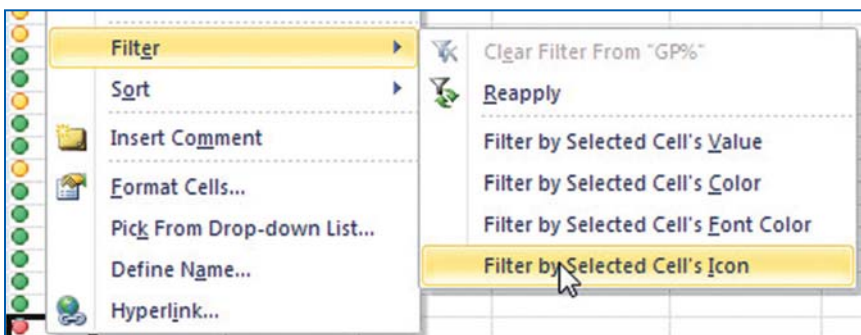 Filter
Sort
Insert Comment
Format Cells...
Pick From Drop-down List...
Define Name...
Hyperlink...
Clear Filter From "GP%"
Reapply
Filter by Selected Cell's Value
Filter by Selected Cell's Color
Filter by Selected Cell's Font Color
Filter by Selected Cell's Icon